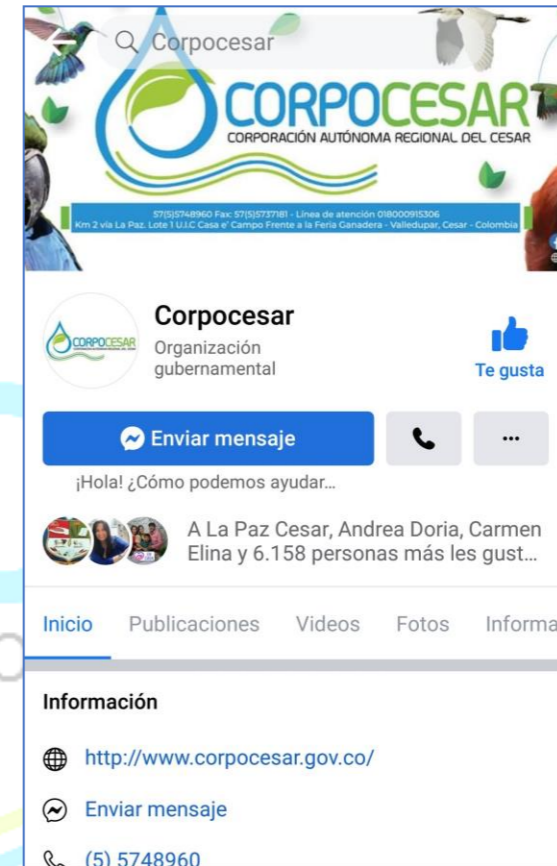 Corpocesar
CORPOCESAR
CORPORACIÓN AUTÓNOMA REGIONAL DEL CESAR
57(5)5748960 Fax: 57(5)5737181 - Línea de atención 018000915306
Km 2 vía La Paz. Lote 1 U.I.C Casa e' Campo Frente a la Feria Ganadera - Valledupar, Cesar - Colombia
CORPOCESAR
Corpocesar
Organización
gubernamental
Te gusta
Enviar mensaje
¡Hola! ¿Cómo podemos ayudar...
A La Paz Cesar, Andrea Doria, Carmen
Elina y 6.158 personas más les gust...
Inicio Publicaciones Videos Fotos Informa
Información
http://www.corpocesar.gov.co/
Enviar mensaje
(5) 5748960